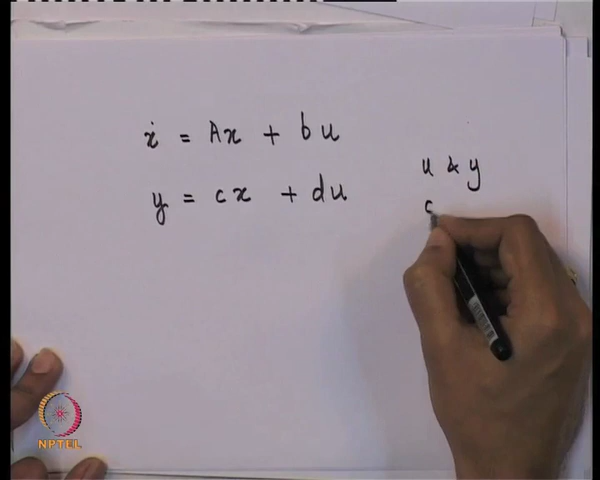 ẋ = Ax + bu
y = cx + du
u & y
c
NPTEL